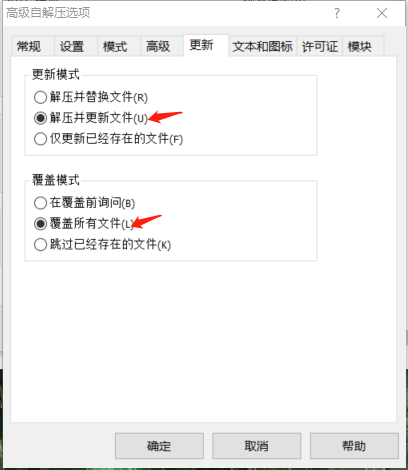 高级自解压选项
?
常规 设置 模式 高级 更新 文本和图标 许可证 模块
更新模式
解压并替换文件(R)
解压并更新文件(U)
仅更新已经存在的文件(F)
覆盖模式
在覆盖前询问(B)
覆盖所有文件(L)
跳过已经存在的文件(K)
确定 取消 帮助